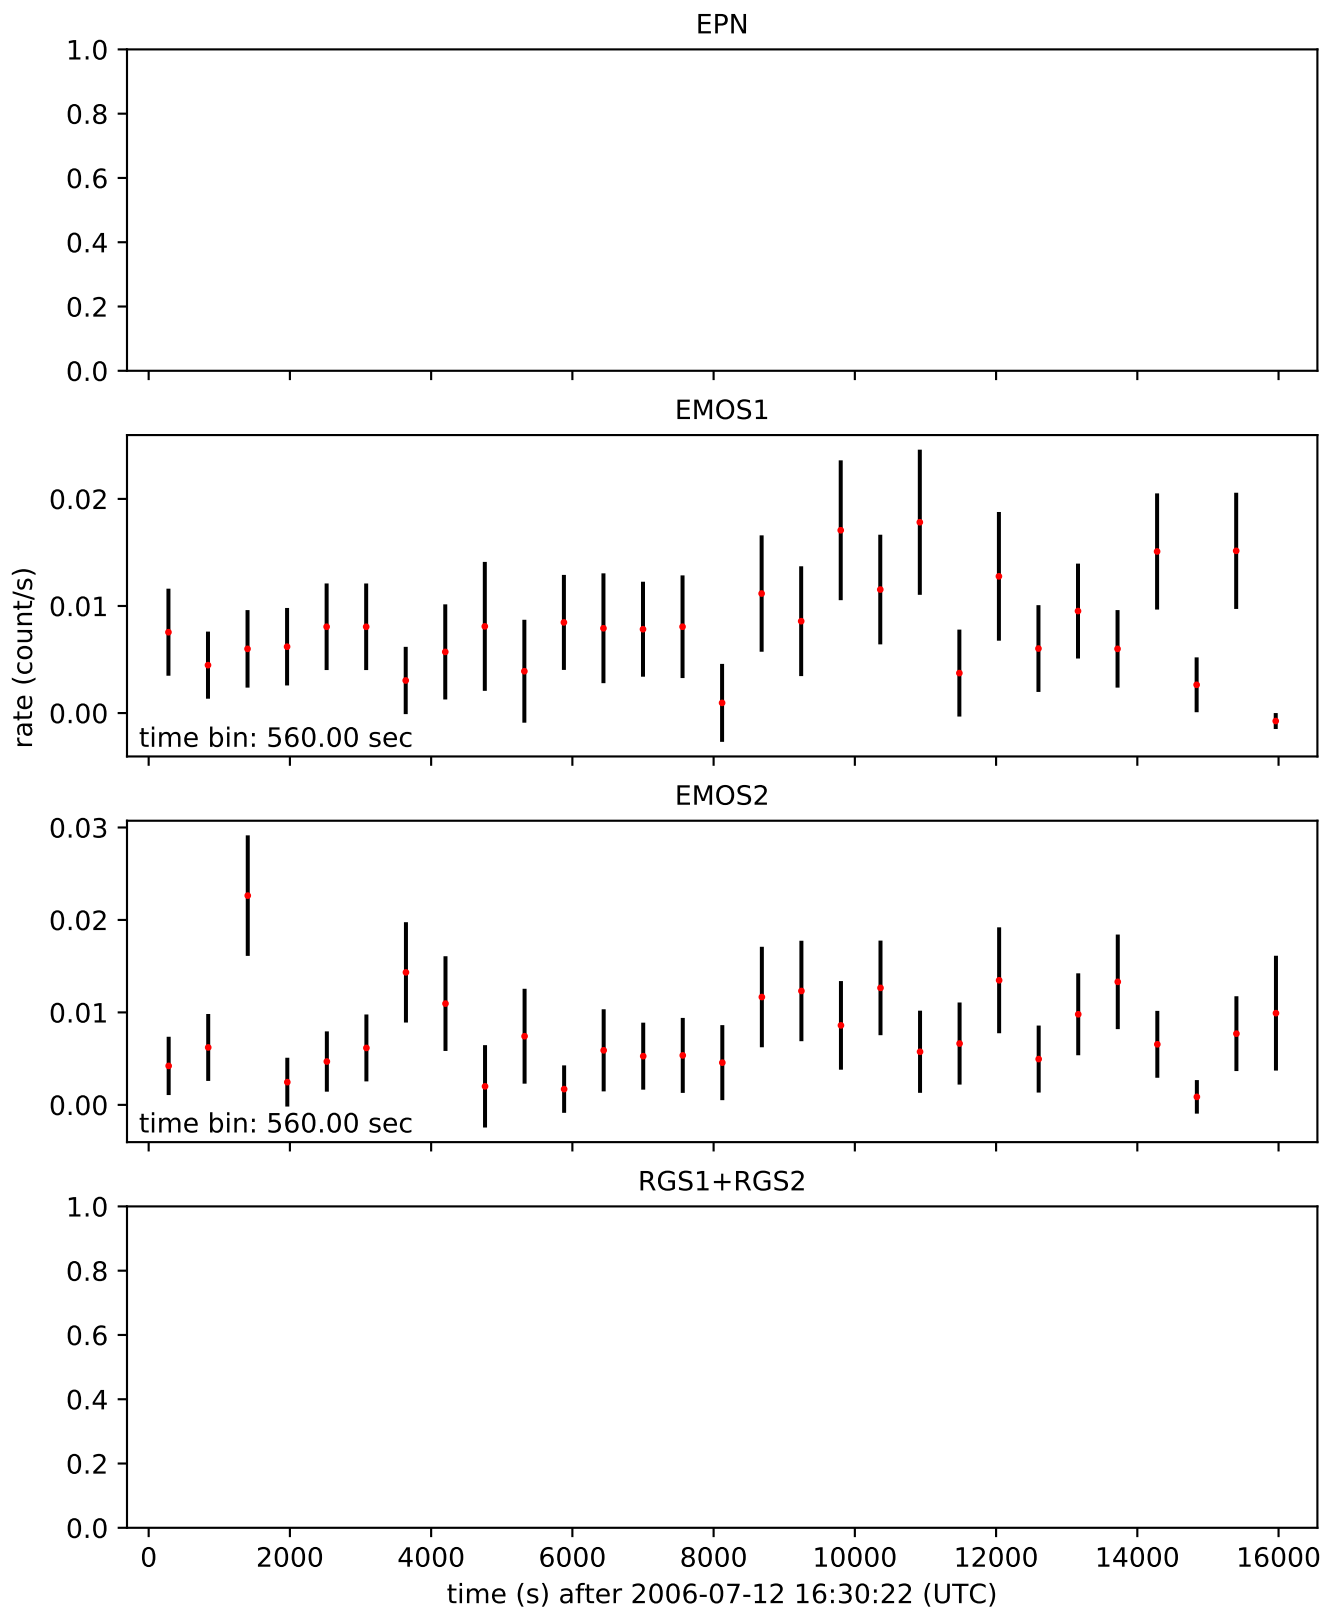 EPN
1.0
0.8
0.6
0.4
0.2
0.0
EMOS1
0.02
0.01
0.00
time bin: 560.00 sec
rate (count/s)
EMOS2
0.03
0.02
0.01
0.00
time bin: 560.00 sec
RGS1+RGS2
1.0
0.8
0.6
0.4
0.2
0.0
0 2000 4000 6000 8000 10000 12000 14000 16000
time (s) after 2006-07-12 16:30:22 (UTC)